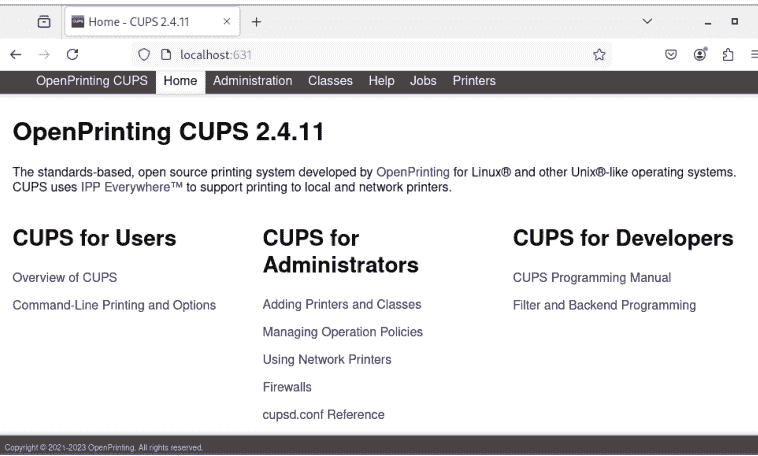 Home - CUPS 2.4.11
localhost:631
OpenPrinting CUPS Home Administration Classes Help Jobs Printers
OpenPrinting CUPS 2.4.11
The standards-based, open source printing system developed by OpenPrinting for Linux® and other Unix®-like operating systems.
CUPS uses IPP Everywhere™ to support printing to local and network printers.
CUPS for Users
Overview of CUPS
Command-Line Printing and Options
CUPS for
Administrators
Adding Printers and Classes
Managing Operation Policies
Using Network Printers
Firewalls
cupsd.conf Reference
CUPS for Developers
CUPS Programming Manual
Filter and Backend Programming
Copyright © 2021-2023 OpenPrinting. All rights reserved.